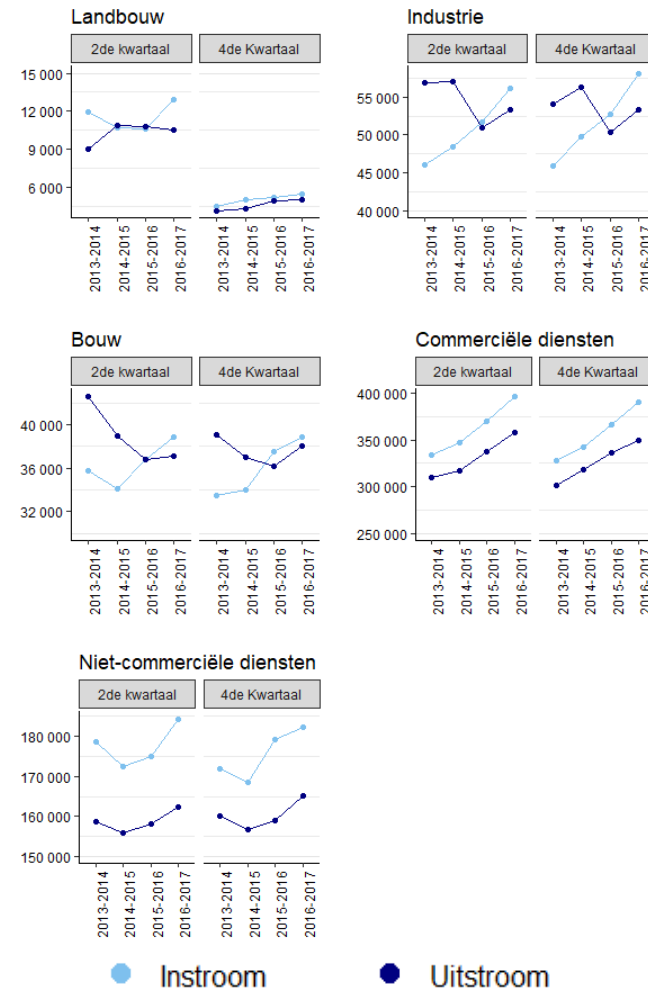 Landbouw
2de kwartaal 4de Kwartaal
15 000
12 000
9 000
6 000
2013-2014 2014-2015 2015-2016 2016-2017 2013-2014 2014-2015 2015-2016 2016-2017
Industrie
2de kwartaal 4de Kwartaal
55 000
50 000
45 000
40 000
2013-2014 2014-2015 2015-2016 2016-2017 2013-2014 2014-2015 2015-2016 2016-2017
Bouw
2de kwartaal 4de Kwartaal
40 000
36 000
32 000
2013-2014 2014-2015 2015-2016 2016-2017 2013-2014 2014-2015 2015-2016 2016-2017
Commerciële diensten
2de kwartaal 4de Kwartaal
400 000
350 000
300 000
250 000
2013-2014 2014-2015 2015-2016 2016-2017 2013-2014 2014-2015 2015-2016 2016-2017
Niet-commerciële diensten
2de kwartaal 4de Kwartaal
180 000
170 000
160 000
150 000
2013-2014 2014-2015 2015-2016 2016-2017 2013-2014 2014-2015 2015-2016 2016-2017
Instroom Uitstroom